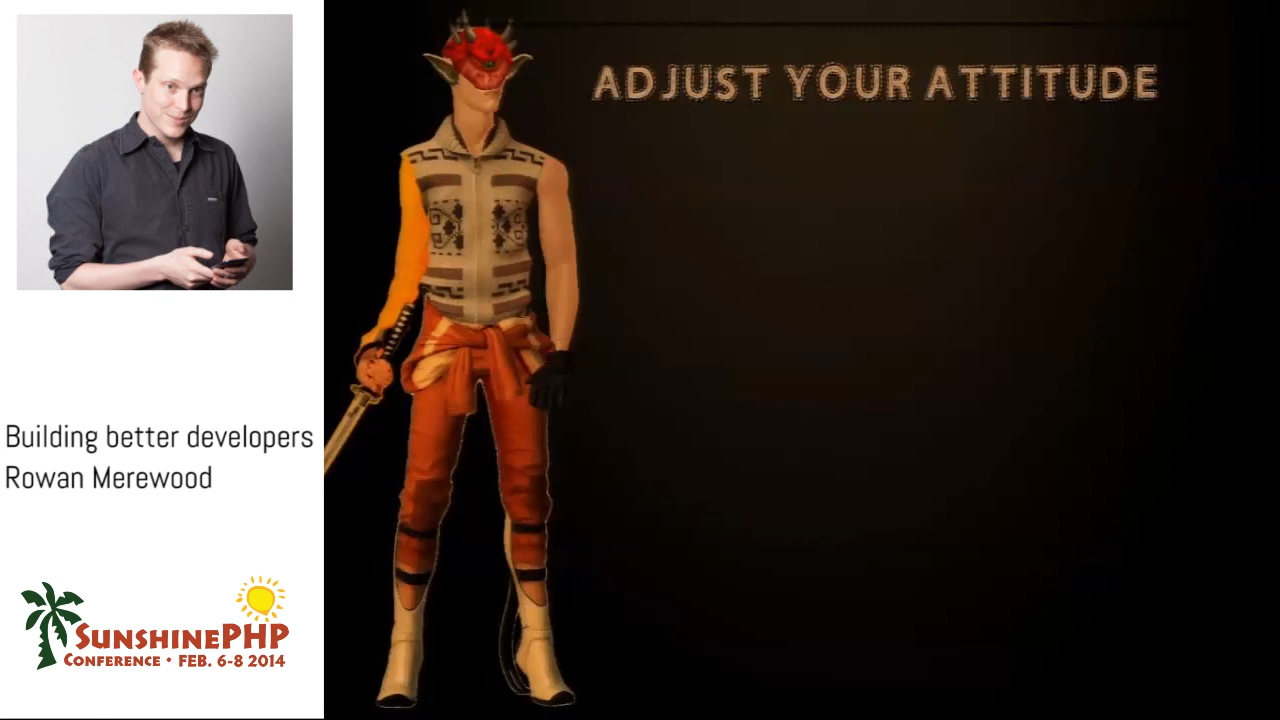 ADJUST YOUR ATTITUDE
Building better developers
Rowan Merewood
SUNSHINEPHP
CONFERENCE • FEB. 6-8 2014